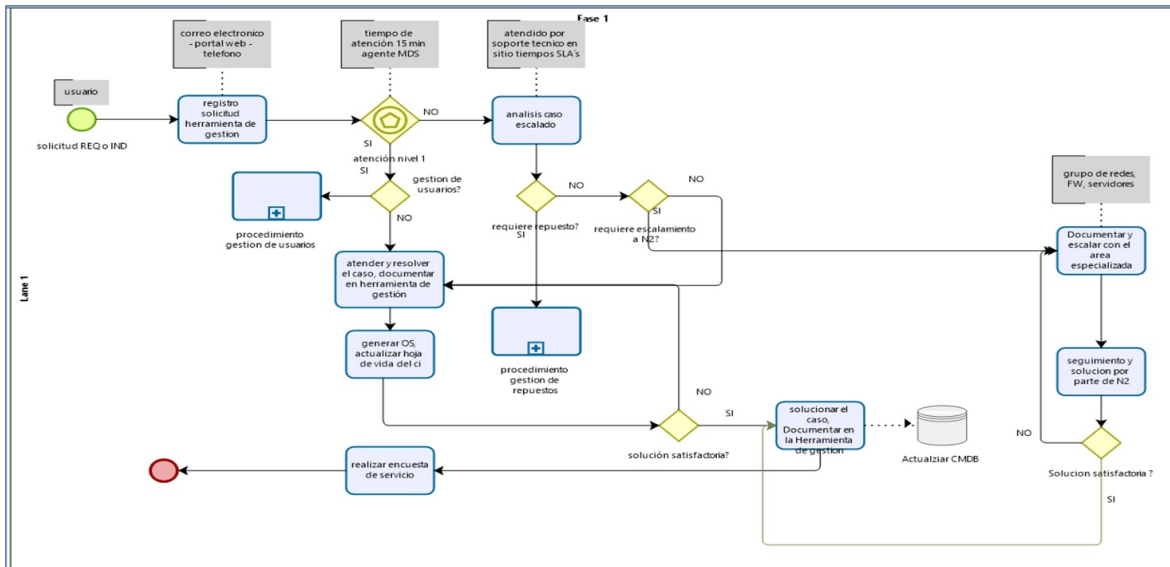 Fase 1
Lane 1
correo electronico
- portal web -
telefono
tiempo de
atención 15 min
agente MDS
atendido por
soporte tecnico en
sitio tiempos SLA's
usuario
solicitud REQ o IND
registro
solicitud
herramienta de
gestion
NO
SI
atención nivel 1
analisis caso
escalado
SI
gestion de
usuarios?
NO
procedimiento
gestion de usuarios
NO
requiere repuesto?
SI
NO
SI
requiere escalamiento
a N2?
grupo de redes,
FW, servidores
Documentar y
escalar con el
area
especializada
atender y resolver
el caso, documentar
en herramienta de
gestión
generar OS,
actualizar hoja
de vida del ci
procedimiento
gestion de
repuestos
seguimiento y
solucion por
parte de N2
NO
SI
solución satisfactoria?
solucionar el
caso,
Documentar en
la Herramienta
de gestion
Actualziar CMDB
NO
Solucion satisfactoria ?
SI
realizar encuesta
de servicio